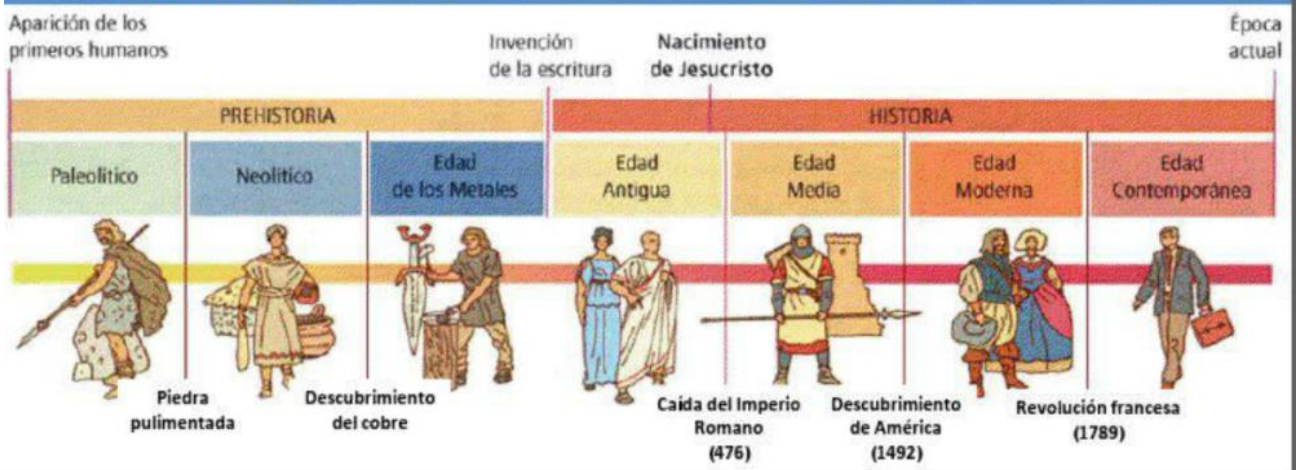 Aparición de los
primeros humanos
Invención
de la escritura
Nacimiento
de Jesucristo
Época
actual
PREHISTORIA
HISTORIA
Paleolítico
Neolítico
Edad
de los Metales
Edad
Antigua
Edad
Media
Edad
Moderna
Edad
Contemporánea
Piedra
pulimentada
Descubrimiento
del cobre
Caída del Imperio
Romano
(476)
Descubrimiento
de América
(1492)
Revolución francesa
(1789)